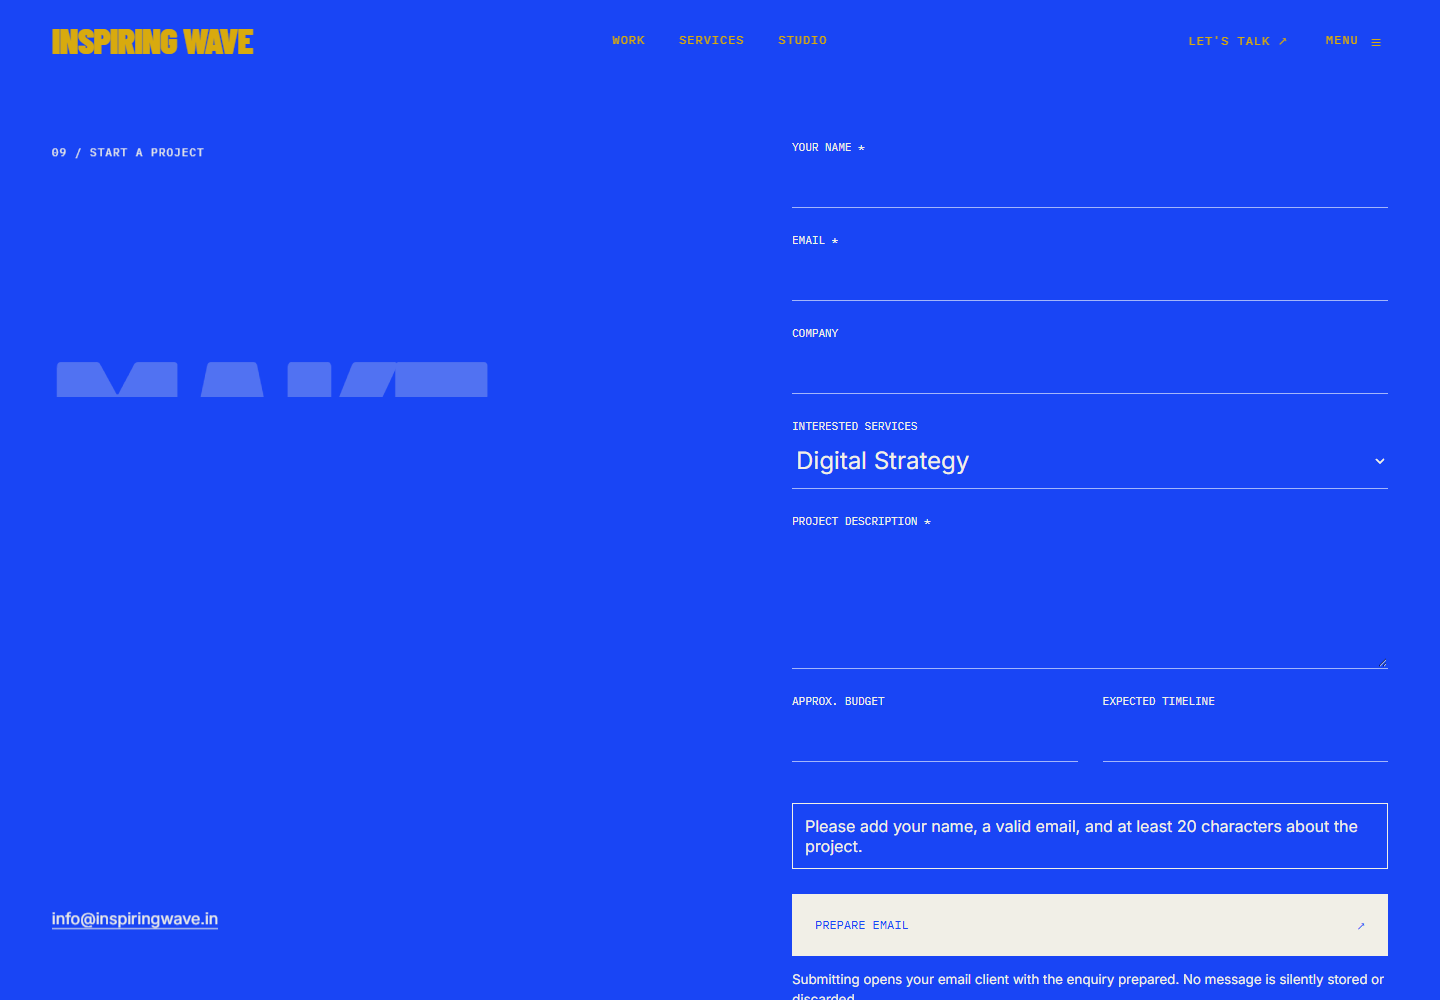 INSPIRING WAVE
WORK SERVICES STUDIO
LET'S TALK ↗ MENU ≡
09 / START A PROJECT
info@inspiringwave.in
YOUR NAME *
EMAIL *
COMPANY
INTERESTED SERVICES
Digital Strategy
PROJECT DESCRIPTION *
APPROX. BUDGET EXPECTED TIMELINE
Please add your name, a valid email, and at least 20 characters about the
project.
PREPARE EMAIL ↗
Submitting opens your email client with the enquiry prepared. No message is silently stored or
discarded